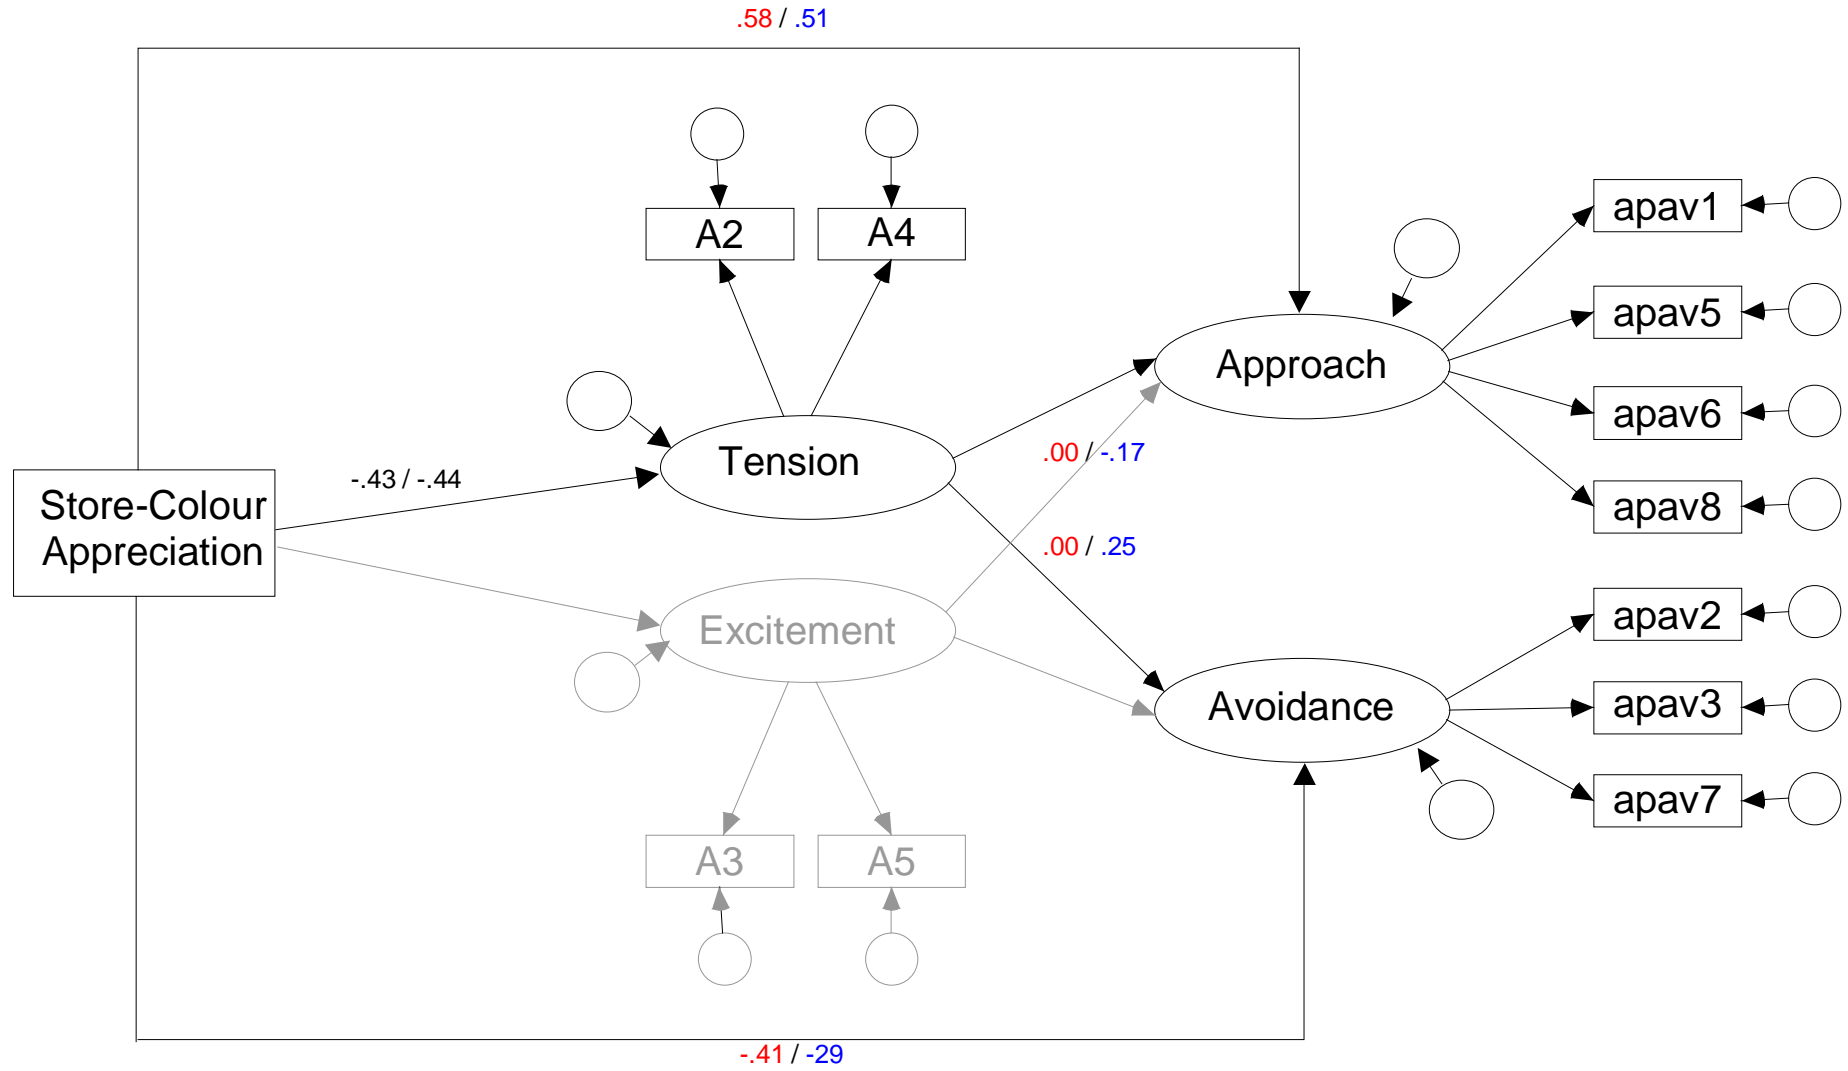 .58 / .51
A2
A4
apav1
apav5
Approach
apav6
.00 / -.17
Tension
-.43 / -.44
Store-Colour
Appreciation
apav8
.00 / .25
Excitement
apav2
Avoidance
apav3
apav7
A3
A5
-.41 / -29